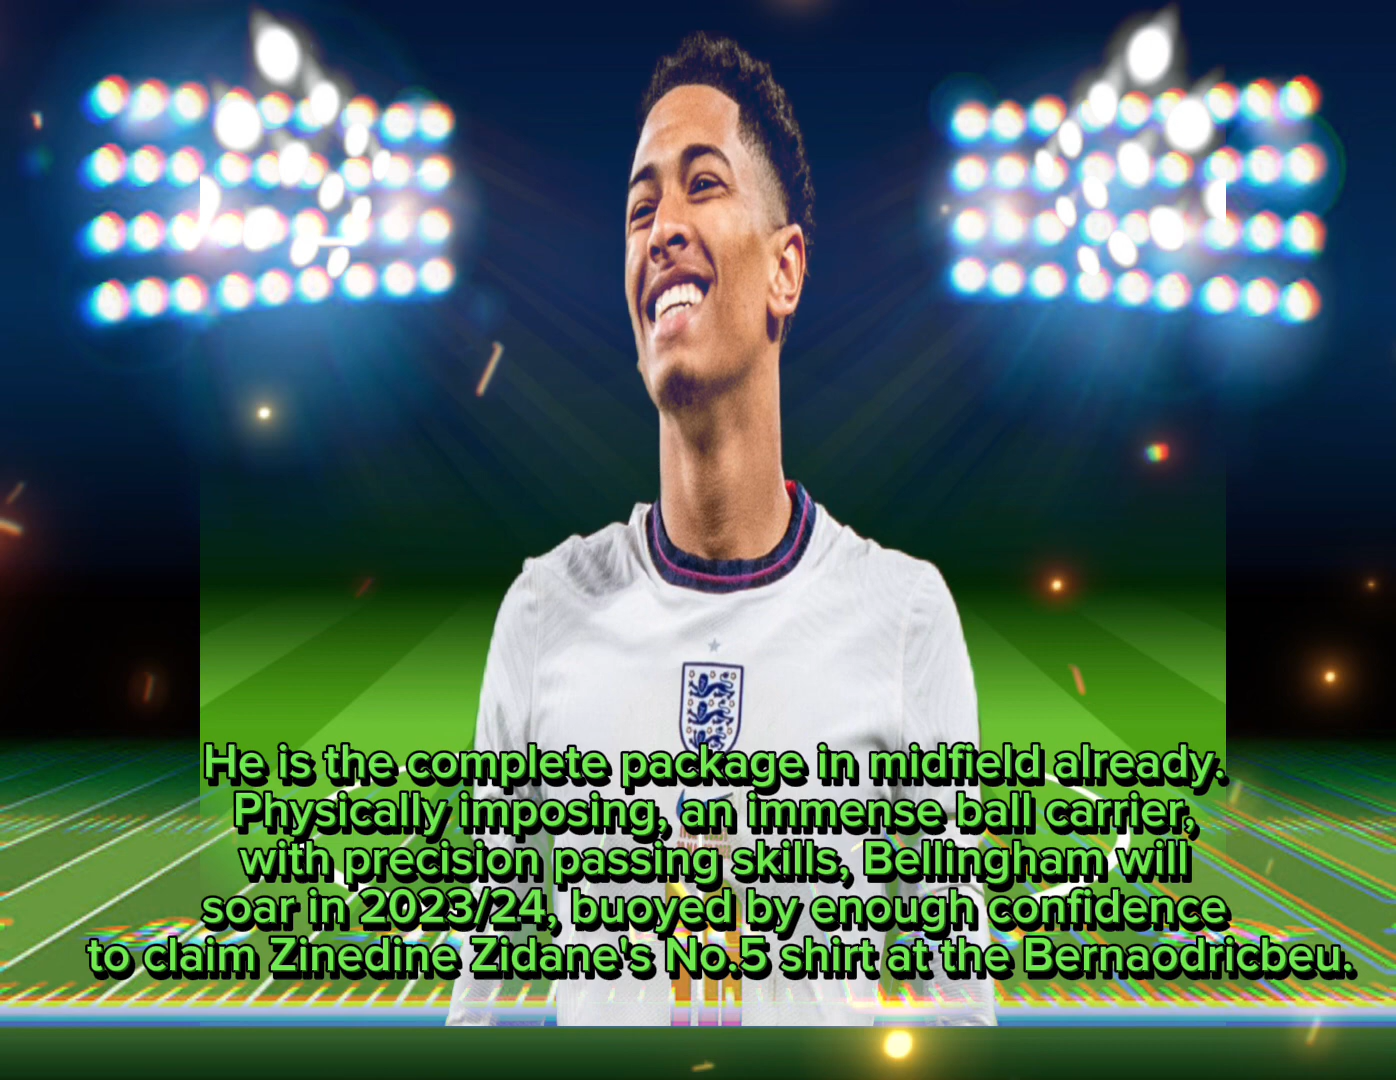 He is the complete package in midfield already.
Physically imposing, an immense ball carrier,
with precision passing skills, Bellingham will
soar in 2023/24, buoyed by enough confidence
to claim Zinedine Zidane's No.5 shirt at the Bernaodricbeu.